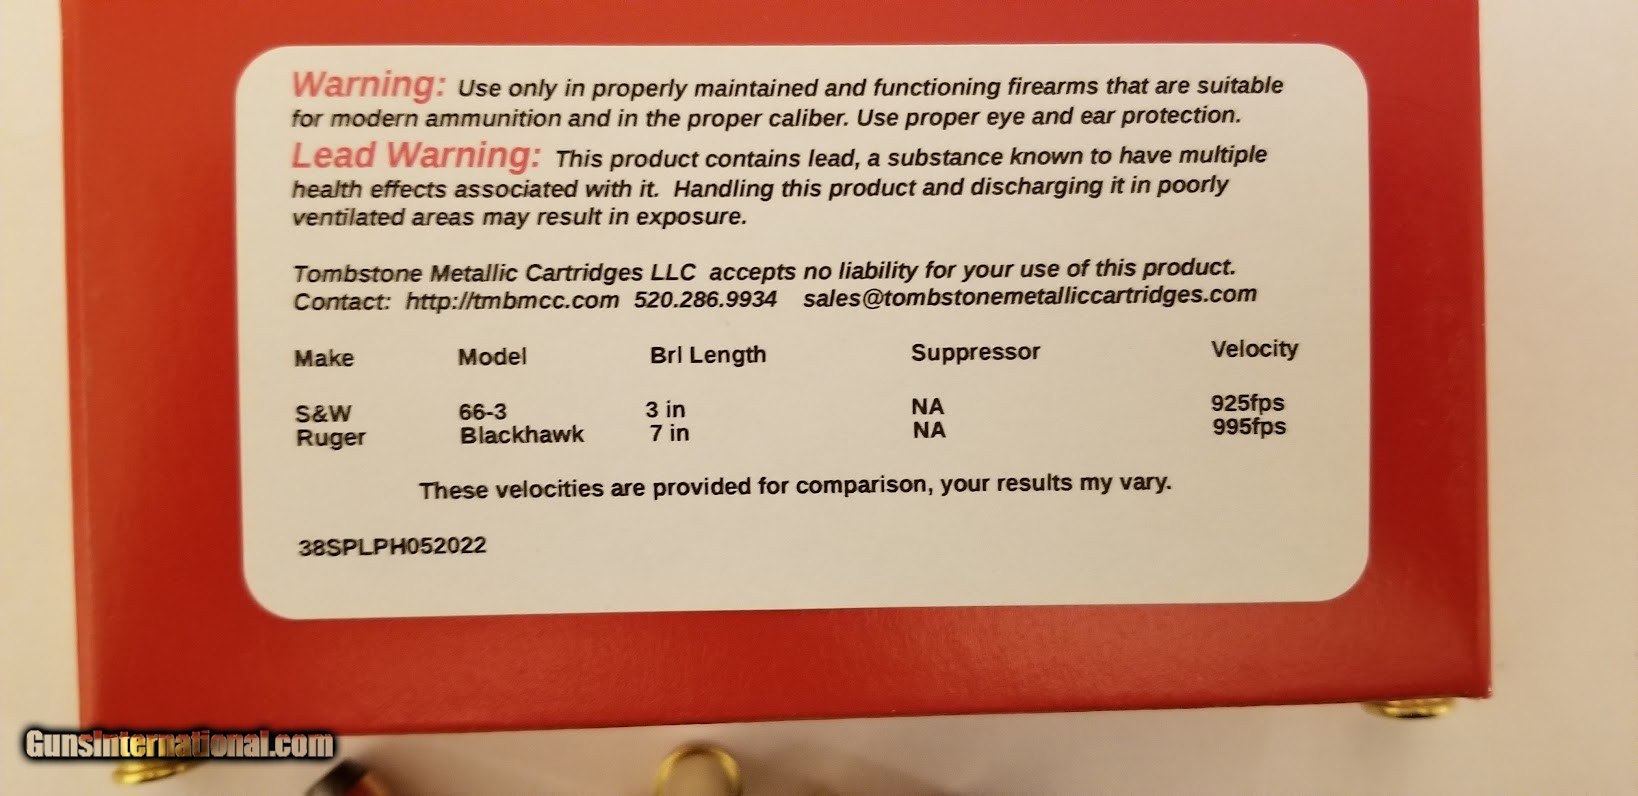 Warning: Use only in properly maintained and functioning firearms that are suitable
for modern ammunition and in the proper caliber. Use proper eye and ear protection.
Lead Warning: This product contains lead, a substance known to have multiple
health effects associated with it. Handling this product and discharging it in poorly
ventilated areas may result in exposure.
Tombstone Metallic Cartridges LLC accepts no liability for your use of this product.
Contact: http://tmbmcc.com 520.286.9934 sales@tombstonemetalliccartridges.com
Make Model Brl Length Suppressor Velocity
S&W 66-3 3 in NA 925fps
Ruger Blackhawk 7 in NA 995fps
These velocities are provided for comparison, your results my vary.
38SPLPH052022
GunsInternational.com